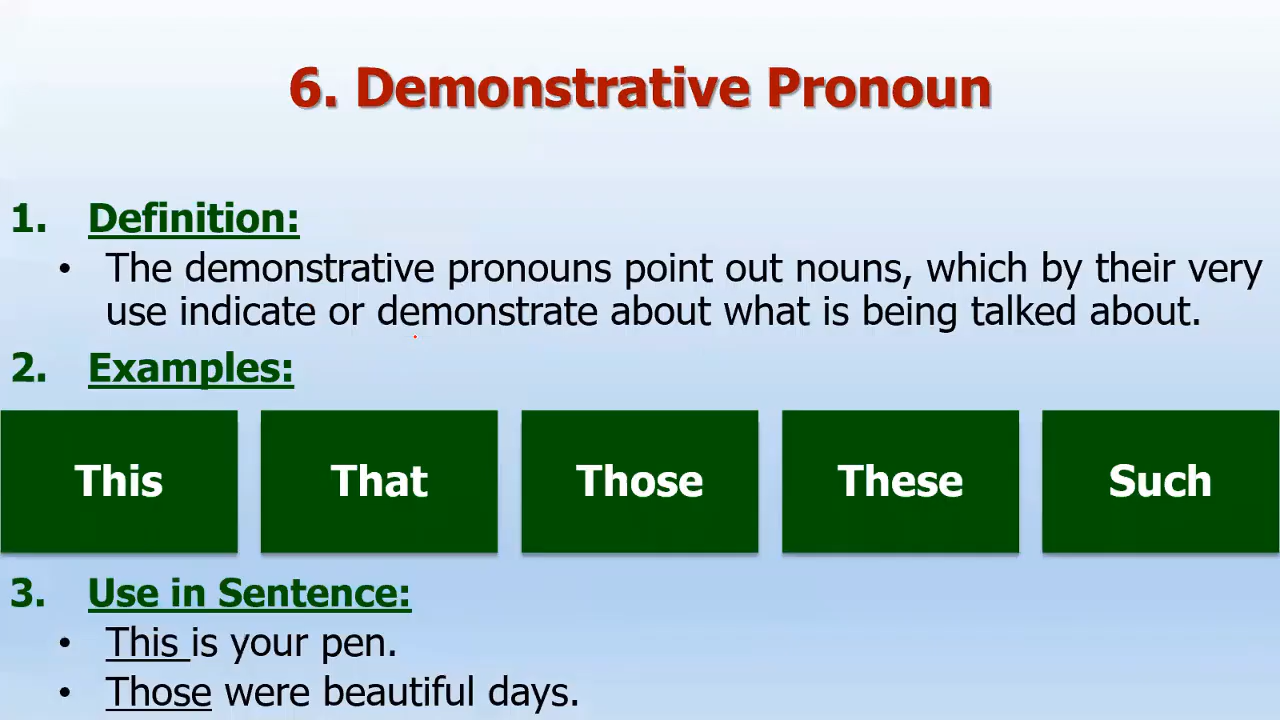 6. Demonstrative Pronoun
1. Definition:
• The demonstrative pronouns point out nouns, which by their very
use indicate or demonstrate about what is being talked about.
2. Examples:
This That Those These Such
3. Use in Sentence:
• This is your pen.
• Those were beautiful days.